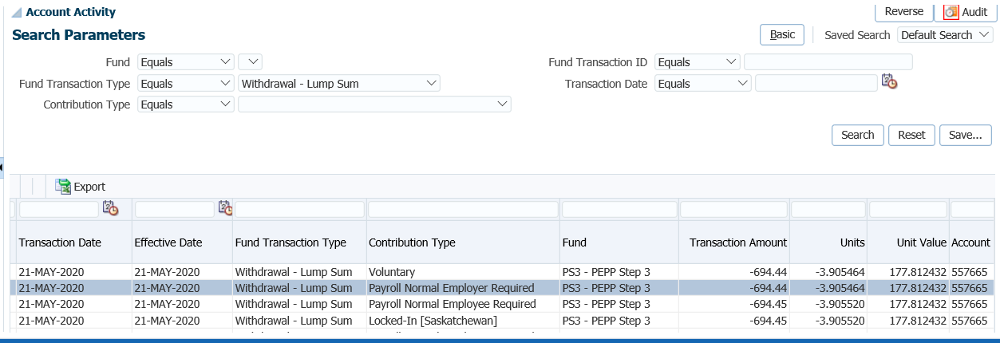 Account Activity Reverse Audit
Search Parameters Basic Saved Search Default Search
Fund Equals Fund Transaction ID Equals
Fund Transaction Type Equals Withdrawal - Lump Sum Transaction Date Equals
Contribution Type Equals
Search Reset Save...
Export
Transaction Date Effective Date Fund Transaction Type Contribution Type Fund Transaction Amount Units Unit Value Account
21-MAY-2020 21-MAY-2020 Withdrawal - Lump Sum Voluntary PS3 - PEPP Step 3 -694.44 -3.905464 177.812432 557665
21-MAY-2020 21-MAY-2020 Withdrawal - Lump Sum Payroll Normal Employer Required PS3 - PEPP Step 3 -694.44 -3.905464 177.812432 557665
21-MAY-2020 21-MAY-2020 Withdrawal - Lump Sum Payroll Normal Employee Required PS3 - PEPP Step 3 -694.45 -3.905520 177.812432 557665
21-MAY-2020 21-MAY-2020 Withdrawal - Lump Sum Locked-In [Saskatchewan] PS3 - PEPP Step 3 -694.45 -3.905520 177.812432 557665